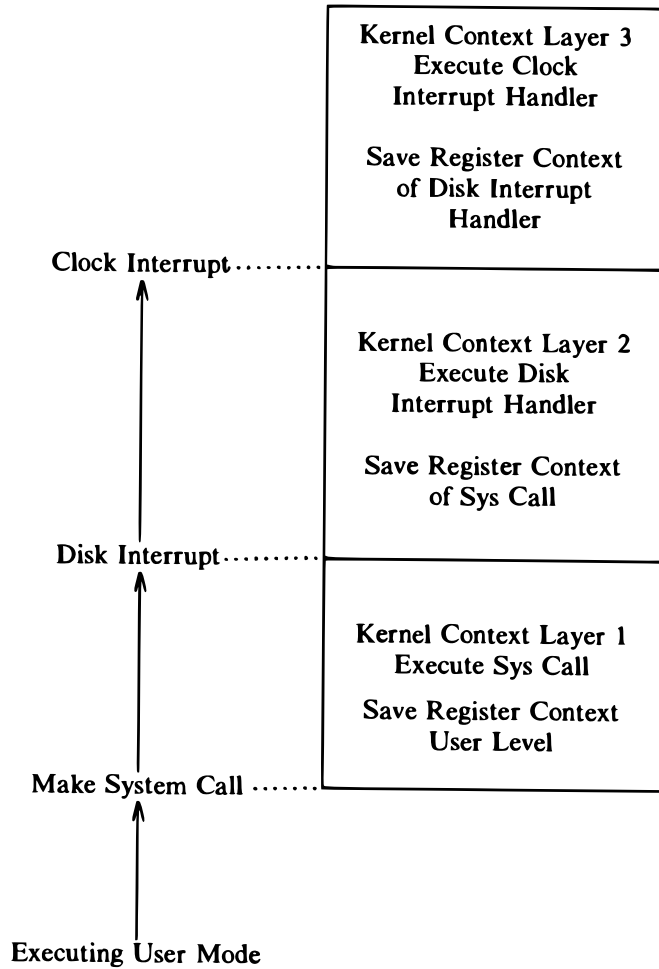 Kernel Context Layer 3
Execute Clock
Interrupt Handler
Save Register Context
of Disk Interrupt
Handler
Clock Interrupt
Kernel Context Layer 2
Execute Disk
Interrupt Handler
Save Register Context
of Sys Call
Disk Interrupt
Kernel Context Layer 1
Execute Sys Call
Save Register Context
User Level
Make System Call
Executing User Mode